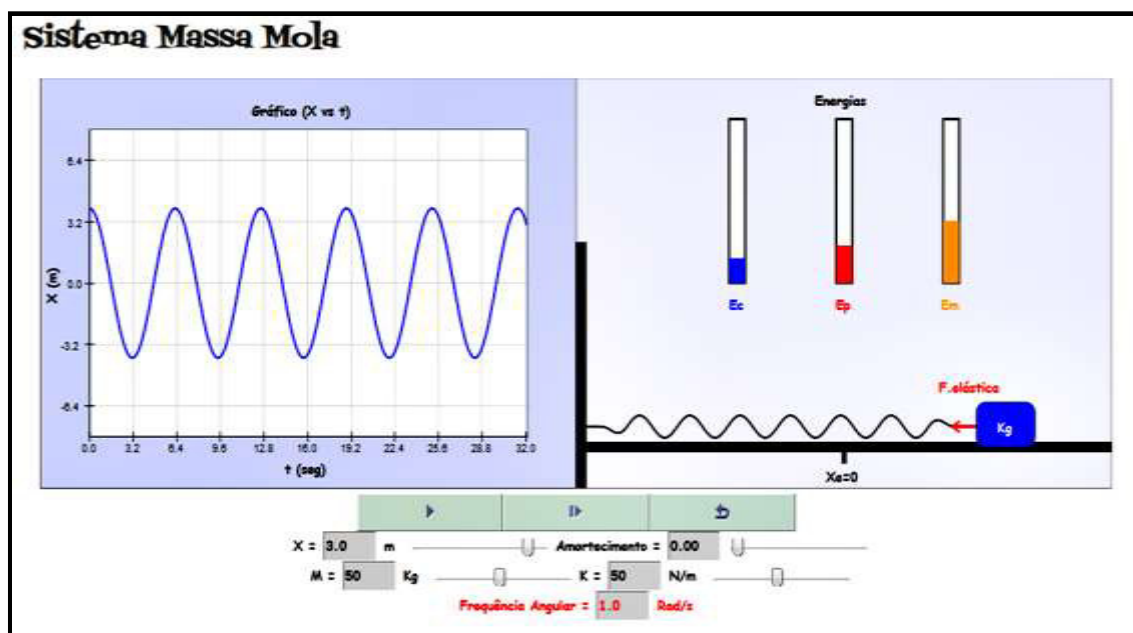 Sistema Massa Mola
Gráfico (X vs t)
6.4
3.2
0.0
-3.2
-6.4
X (m)
0.0 3.2 6.4 9.6 12.8 16.0 19.2 22.4 25.6 28.8 32.0
t (seg)
Energias
Ec Ep Em
F.elástica
Kg
Xe=0
X = 3.0 m Amortecimento = 0.00
M = 50 Kg K = 50 N/m
Frequência Angular = 1.0 Rad/s